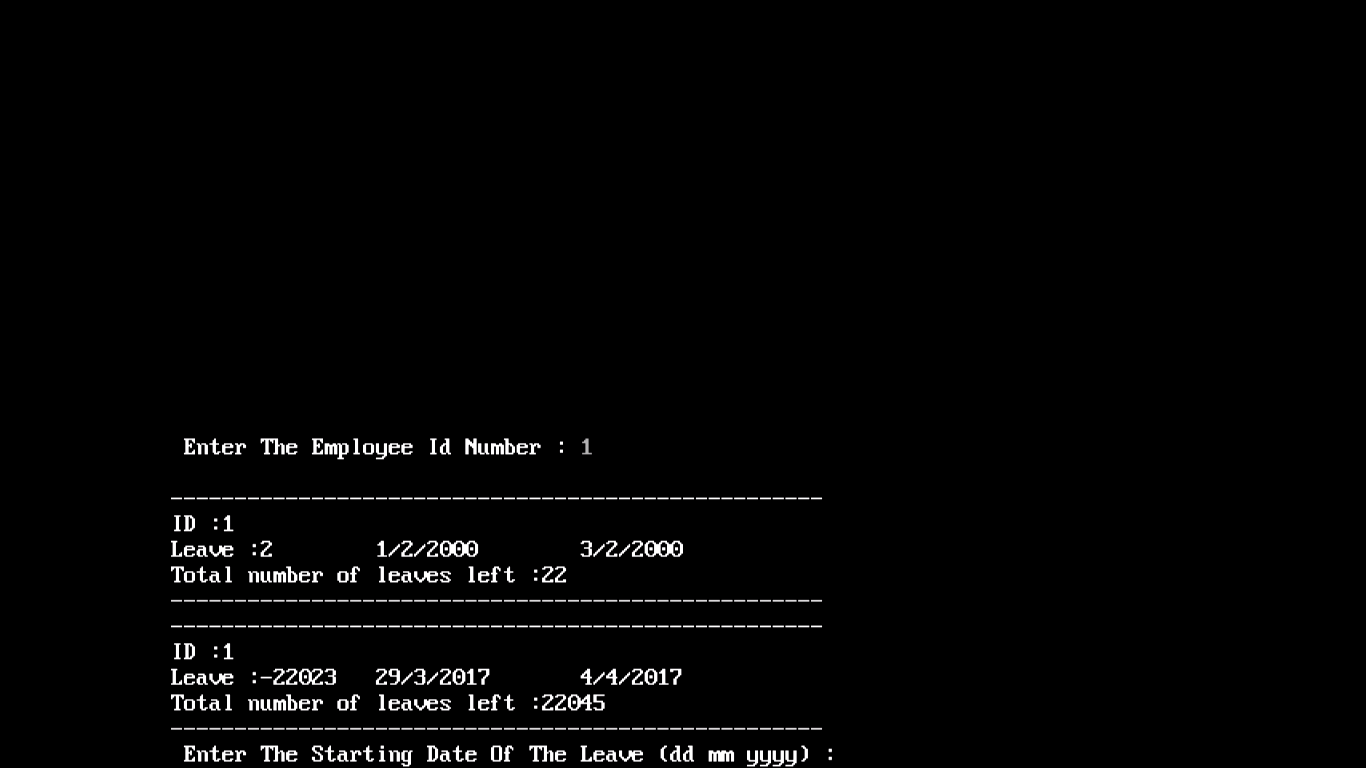 Enter The Employee Id Number : 1
---------------------------------------------------
ID :1
Leave :2 1/2/2000 3/2/2000
Total number of leaves left :22
---------------------------------------------------
---------------------------------------------------
ID :1
Leave :-22023 29/3/2017 4/4/2017
Total number of leaves left :22045
---------------------------------------------------
Enter The Starting Date Of The Leave (dd mm yyyy) :